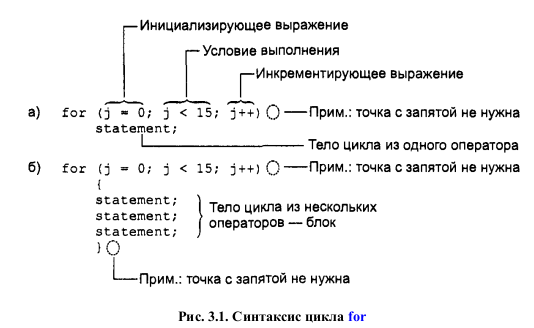 Инициализирующее выражение
Условие выполнения
Инкрементирующее выражение
а) for (j = 0; j < 15; j++) Прим.: точка с запятой не нужна
statement;
Тело цикла из одного оператора
б) for (j = 0; j < 15; j++) Прим.: точка с запятой не нужна
{
statement;
statement;
statement;
Тело цикла из нескольких
операторов — блок
}
Прим.: точка с запятой не нужна
Рис. 3.1. Синтаксис цикла for